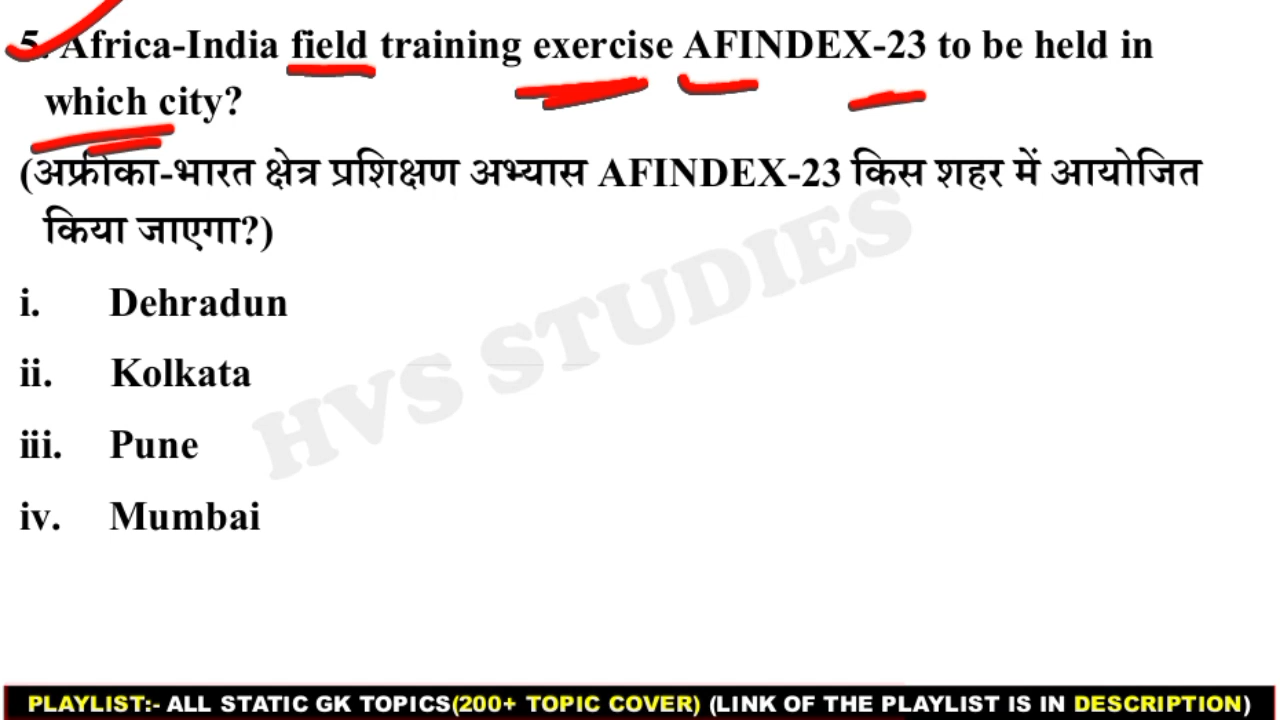 5. Africa-India field training exercise AFINDEX-23 to be held in
which city?
(अफ्रीका-भारत क्षेत्र प्रशिक्षण अभ्यास AFINDEX-23 किस शहर में आयोजित
किया जाएगा?)
i. Dehradun
ii. Kolkata
iii. Pune
iv. Mumbai
HVS STUDIES
PLAYLIST:- ALL STATIC GK TOPICS(200+ TOPIC COVER) (LINK OF THE PLAYLIST IS IN DESCRIPTION)